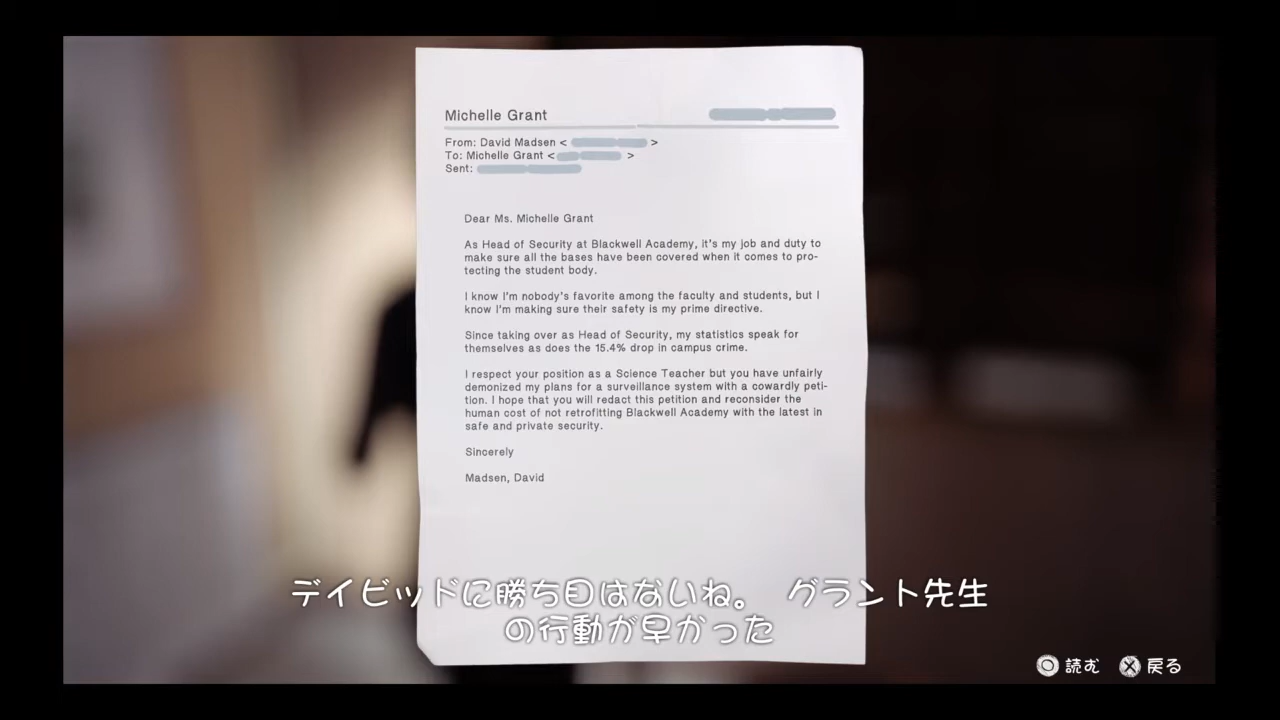 Michelle Grant
From: David Madsen < >
To: Michelle Grant < >
Sent:
Dear Ms. Michelle Grant
As Head of Security at Blackwell Academy, it's my job and duty to
make sure all the bases have been covered when it comes to pro-
tecting the student body.
I know I'm nobody's favorite among the faculty and students, but I
know I'm making sure their safety is my prime directive.
Since taking over as Head of Security, my statistics speak for
themselves as does the 15.4% drop in campus crime.
I respect your position as a Science Teacher but you have unfairly
demonized my plans for a surveillance system with a cowardly peti-
tion. I hope that you will redact this petition and reconsider the
human cost of not retrofitting Blackwell Academy with the latest in
safe and private security.
Sincerely
Madsen, David
デイビッドに勝ち目はないね。 グラント先生
の行動が早かった
読む 戻る